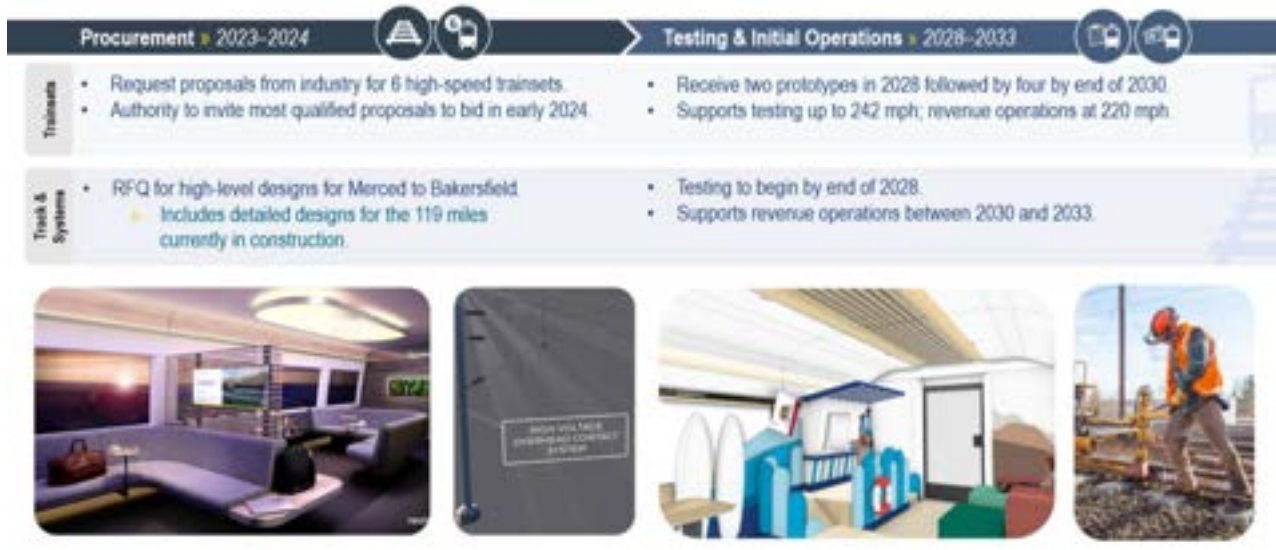 Procurement » 2023–2024
Testing & Initial Operations » 2028–2033
Trainsets
• Request proposals from industry for 6 high-speed trainsets.
• Authority to invite most qualified proposals to bid in early 2024.
• Receive two prototypes in 2028 followed by four by end of 2030.
• Supports testing up to 242 mph; revenue operations at 220 mph.
Track &
Systems
• RFQ for high-level designs for Merced to Bakersfield.
» Includes detailed designs for the 119 miles
currently in construction.
• Testing to begin by end of 2028.
• Supports revenue operations between 2030 and 2033.
HIGH VOLTAGE
OVERHEAD CONTACT
SYSTEM